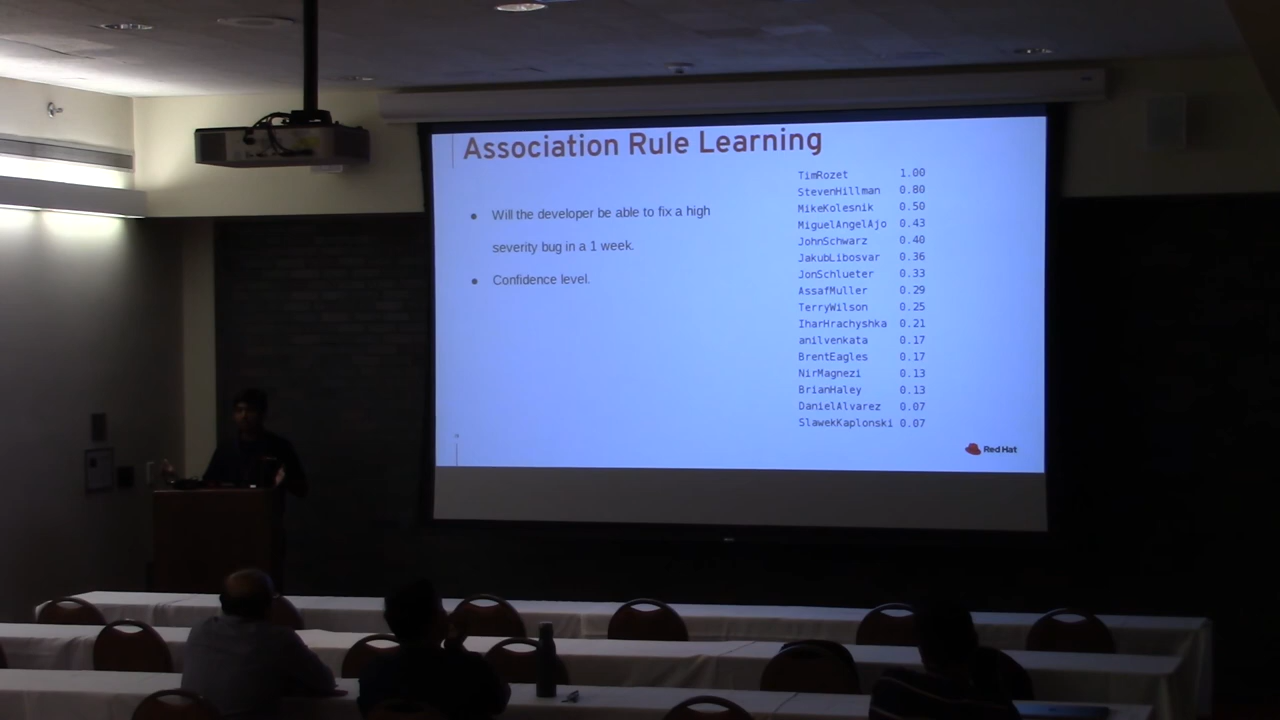 Association Rule Learning
● Will the developer be able to fix a high
severity bug in a 1 week.
● Confidence level.
TimRozet 1.00
StevenHillman 0.80
MikeKolesnik 0.50
MiguelAngelAjo 0.43
JohnSchwarz 0.40
JakubLibosvar 0.36
JonSchlueter 0.33
AssafMuller 0.29
TerryWilson 0.25
IharHrachyshka 0.21
anilvenkata 0.17
BrentEagles 0.17
NirMagnezi 0.13
BrianHaley 0.13
DanielAlvarez 0.07
SlawekKaplonski 0.07
Red Hat